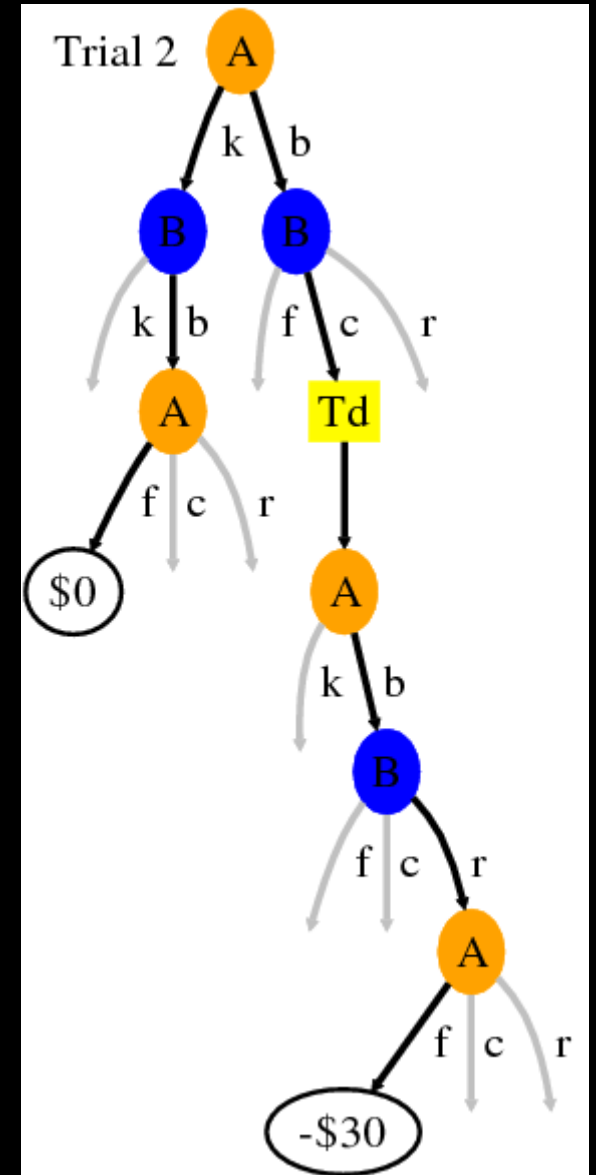 Trial 2 A
k b
B B
k b f c r
A Td
f c r
$0 A
k b
B
f c r
A
f c r
-$30